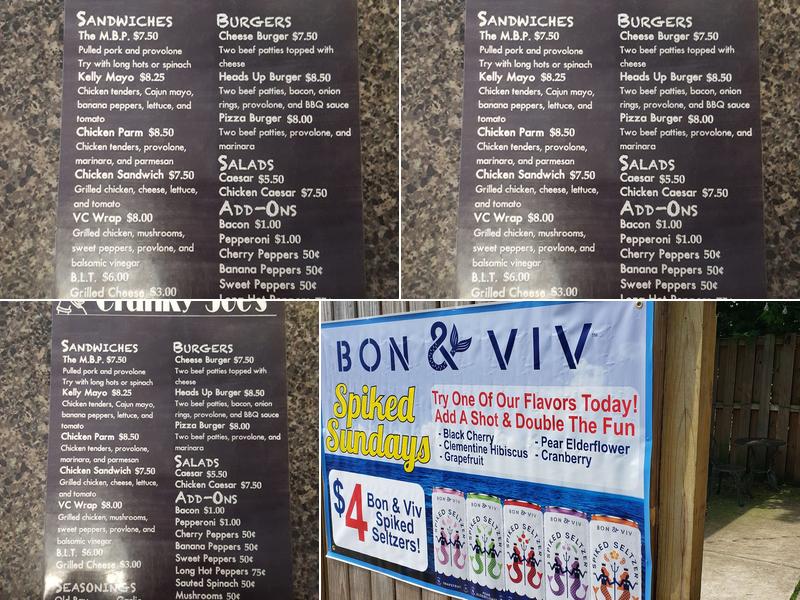 SANDWICHES
The M.B.P. $7.50
Pulled pork and provolone
Try with long hots or spinach
Kelly Mayo $8.25
Chicken tenders, Cajun mayo,
banana peppers, lettuce, and
tomato
Chicken Parm $8.50
Chicken tenders, provolone,
marinara, and parmesan
Chicken Sandwich $7.50
Grilled chicken, cheese, lettuce,
and tomato
VC Wrap $8.00
Grilled chicken, mushrooms,
sweet peppers, provlone, and
balsamic vinegar
B.L.T. $6.00
Grilled Cheese $3.00
BURGERS
Cheese Burger $7.50
Two beef patties topped with
cheese
Heads Up Burger $8.50
Two beef patties, bacon, onion
rings, provolone, and BBQ sauce
Pizza Burger $8.00
Two beef patties, provolone, and
marinara
SALADS
Caesar $5.50
Chicken Caesar $7.50
ADD-ONS
Bacon $1.00
Pepperoni $1.00
Cherry Peppers 50¢
Banana Peppers 50¢
Sweet Peppers 50¢
SANDWICHES
The M.B.P. $7.50
Pulled pork and provolone
Try with long hots or spinach
Kelly Mayo $8.25
Chicken tenders, Cajun mayo,
banana peppers, lettuce, and
tomato
Chicken Parm $8.50
Chicken tenders, provolone,
marinara, and parmesan
Chicken Sandwich $7.50
Grilled chicken, cheese, lettuce,
and tomato
VC Wrap $8.00
Grilled chicken, mushrooms,
sweet peppers, provlone, and
balsamic vinegar
B.L.T. $6.00
Grilled Cheese $3.00
BURGERS
Cheese Burger $7.50
Two beef patties topped with
cheese
Heads Up Burger $8.50
Two beef patties, bacon, onion
rings, provolone, and BBQ sauce
Pizza Burger $8.00
Two beef patties, provolone, and
marinara
SALADS
Caesar $5.50
Chicken Caesar $7.50
ADD-ONS
Bacon $1.00
Pepperoni $1.00
Cherry Peppers 50¢
Banana Peppers 50¢
Sweet Peppers 50¢
Cranky Joe's
SANDWICHES
The M.B.P. $7.50
Pulled pork and provolone
Try with long hots or spinach
Kelly Mayo $8.25
Chicken tenders, Cajun mayo,
banana peppers, lettuce, and
tomato
Chicken Parm $8.50
Chicken tenders, provolone,
marinara, and parmesan
Chicken Sandwich $7.50
Grilled chicken, cheese, lettuce,
and tomato
VC Wrap $8.00
Grilled chicken, mushrooms,
sweet peppers, provlone, and
balsamic vinegar
B.L.T. $6.00
Grilled Cheese $3.00
SEASONINGS
Old Bay Garlic
BURGERS
Cheese Burger $7.50
Two beef patties topped with
cheese
Heads Up Burger $8.50
Two beef patties, bacon, onion
rings, provolone, and BBQ sauce
Pizza Burger $8.00
Two beef patties, provolone, and
marinara
SALADS
Caesar $5.50
Chicken Caesar $7.50
ADD-ONS
Bacon $1.00
Pepperoni $1.00
Cherry Peppers 50¢
Banana Peppers 50¢
Sweet Peppers 50¢
Long Hot Peppers 75¢
Sauted Spinach 50¢
Mushrooms 50¢
BON & VIV
Spiked
Sundays
Try One Of Our Flavors Today!
Add A Shot & Double The Fun
- Black Cherry
- Clementine Hibiscus
- Grapefruit
- Pear Elderflower
- Cranberry
$4 Bon & Viv
Spiked
Seltzers!
BON & VIV
SPIKED SELTZER
BON & VIV
SPIKED SELTZER
BON & VIV
SPIKED SELTZER
BON & VIV
SPIKED SELTZER
BON & VIV
SPIKED SELTZER